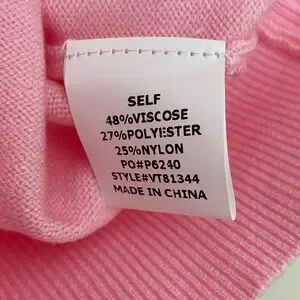 SELF
48%VISCOSE
27%POLYESTER
25%NYLON
PO#P6240
STYLE#VT81344
MADE IN CHINA